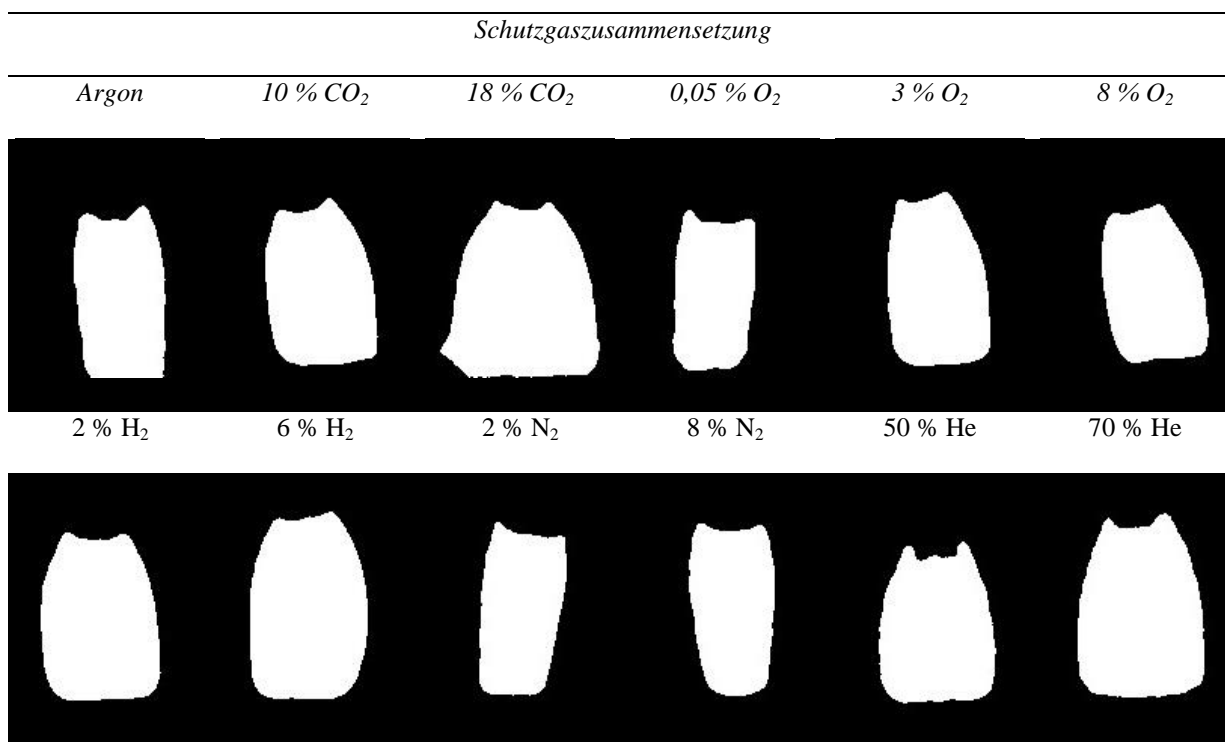 Schutzgaszusammensetzung
Argon 10 % CO₂ 18 % CO₂ 0,05 % O₂ 3 % O₂ 8 % O₂
2 % H₂ 6 % H₂ 2 % N₂ 8 % N₂ 50 % He 70 % He